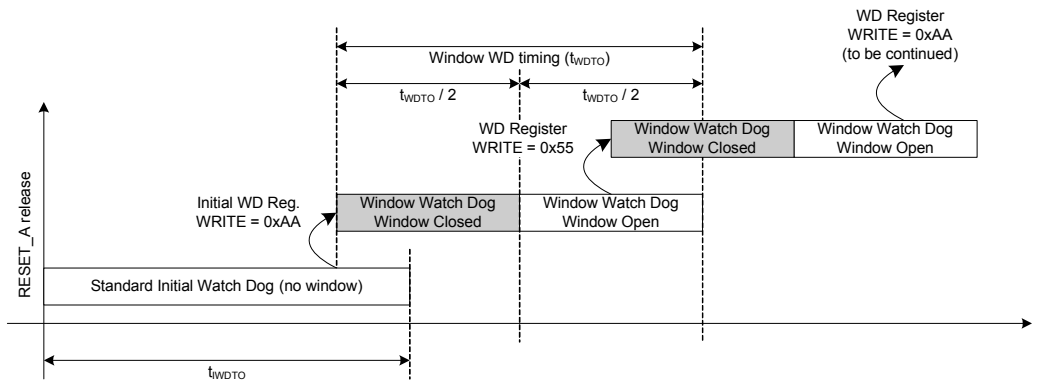 WD Register
WRITE = 0xAA
(to be continued)
Window WD timing (tWDTO)
tWDTO / 2
tWDTO / 2
WD Register
WRITE = 0x55
Window Watch Dog
Window Closed
Window Watch Dog
Window Open
Initial WD Reg.
WRITE = 0xAA
Window Watch Dog
Window Closed
Window Watch Dog
Window Open
RESET_A release
Standard Initial Watch Dog (no window)
tIWDTO